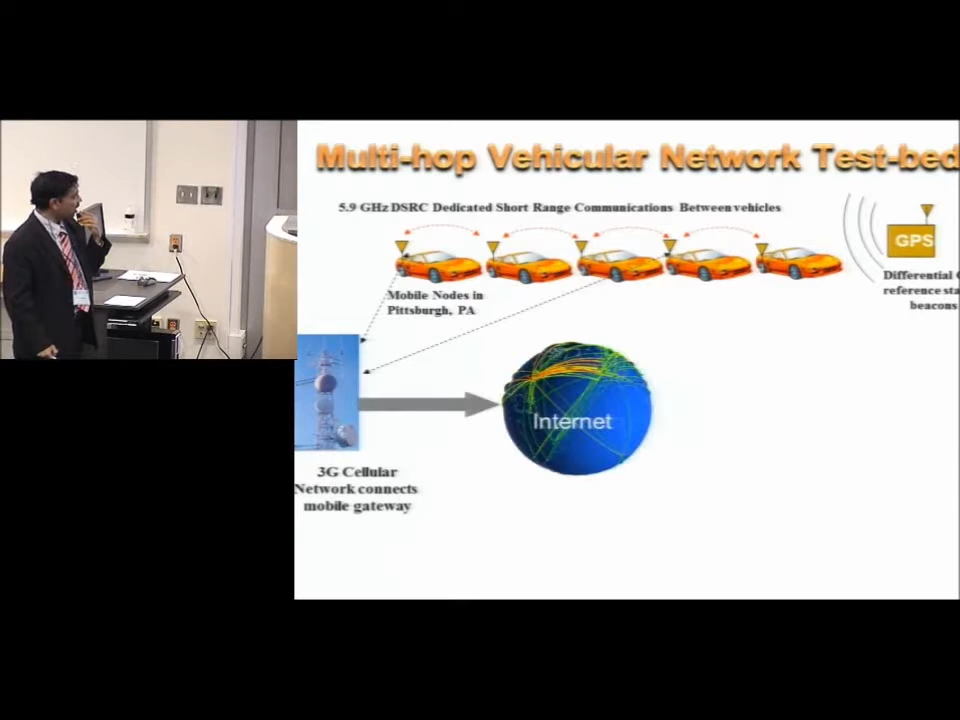 Multi-hop Vehicular Network Test-bed
5.9 GHz DSRC Dedicated Short Range Communications Between vehicles
GPS
Differential
reference
beacons
Mobile Nodes in
Pittsburgh, PA
Internet
3G Cellular
Network connects
mobile gateway